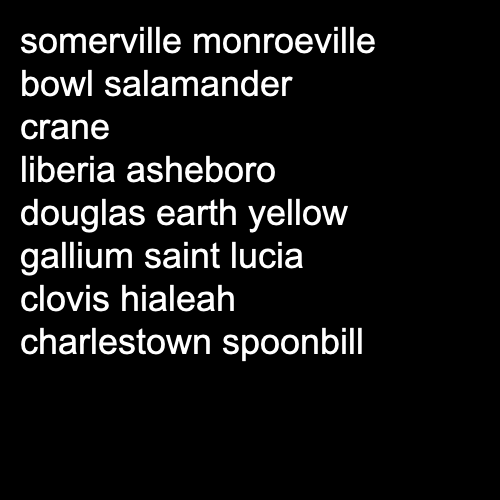 somerville monroeville
bowl salamander
crane
liberia asheboro
douglas earth yellow
gallium saint lucia
clovis hialeah
charlestown spoonbill